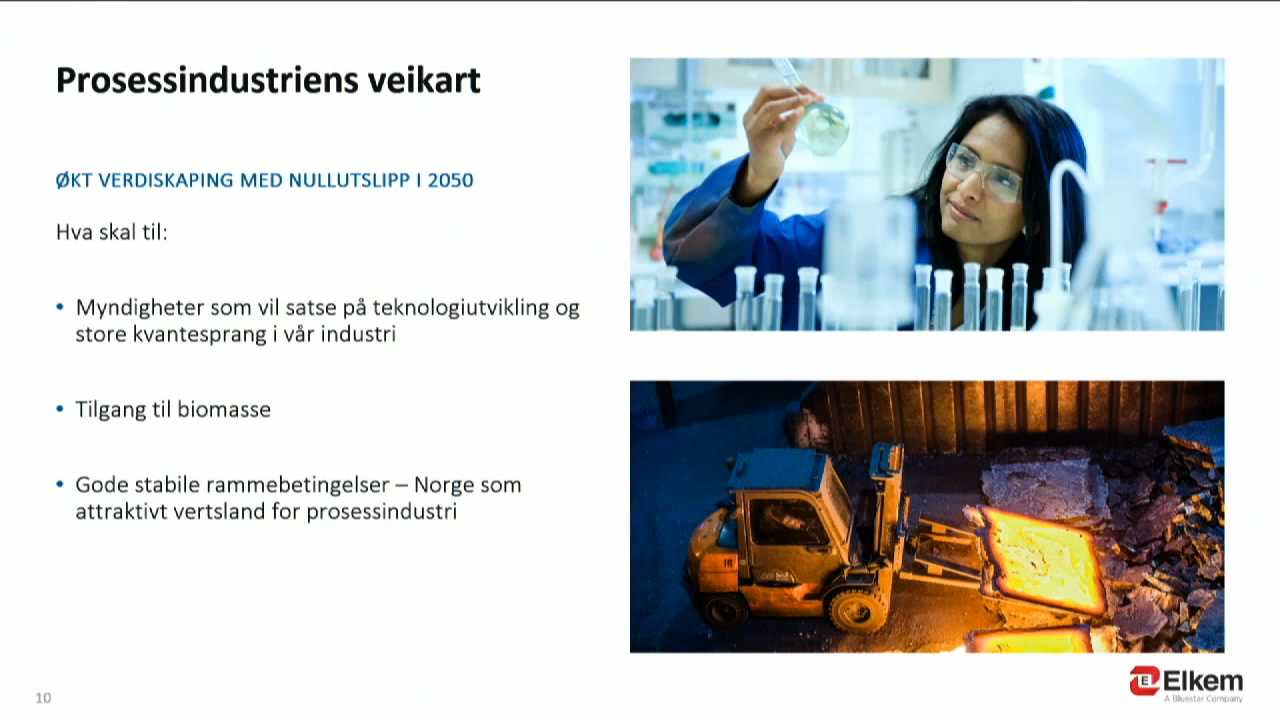 Prosessindustriens veikart
ØKT VERDISKAPING MED NULLUTSLIPP I 2050
Hva skal til:
• Myndigheter som vil satse på teknologiutvikling og
store kvantesprang i vår industri
• Tilgang til biomasse
• Gode stabile rammebetingelser – Norge som
attraktivt vertsland for prosessindustri
16
10
E Elkem
A Bluestar Company